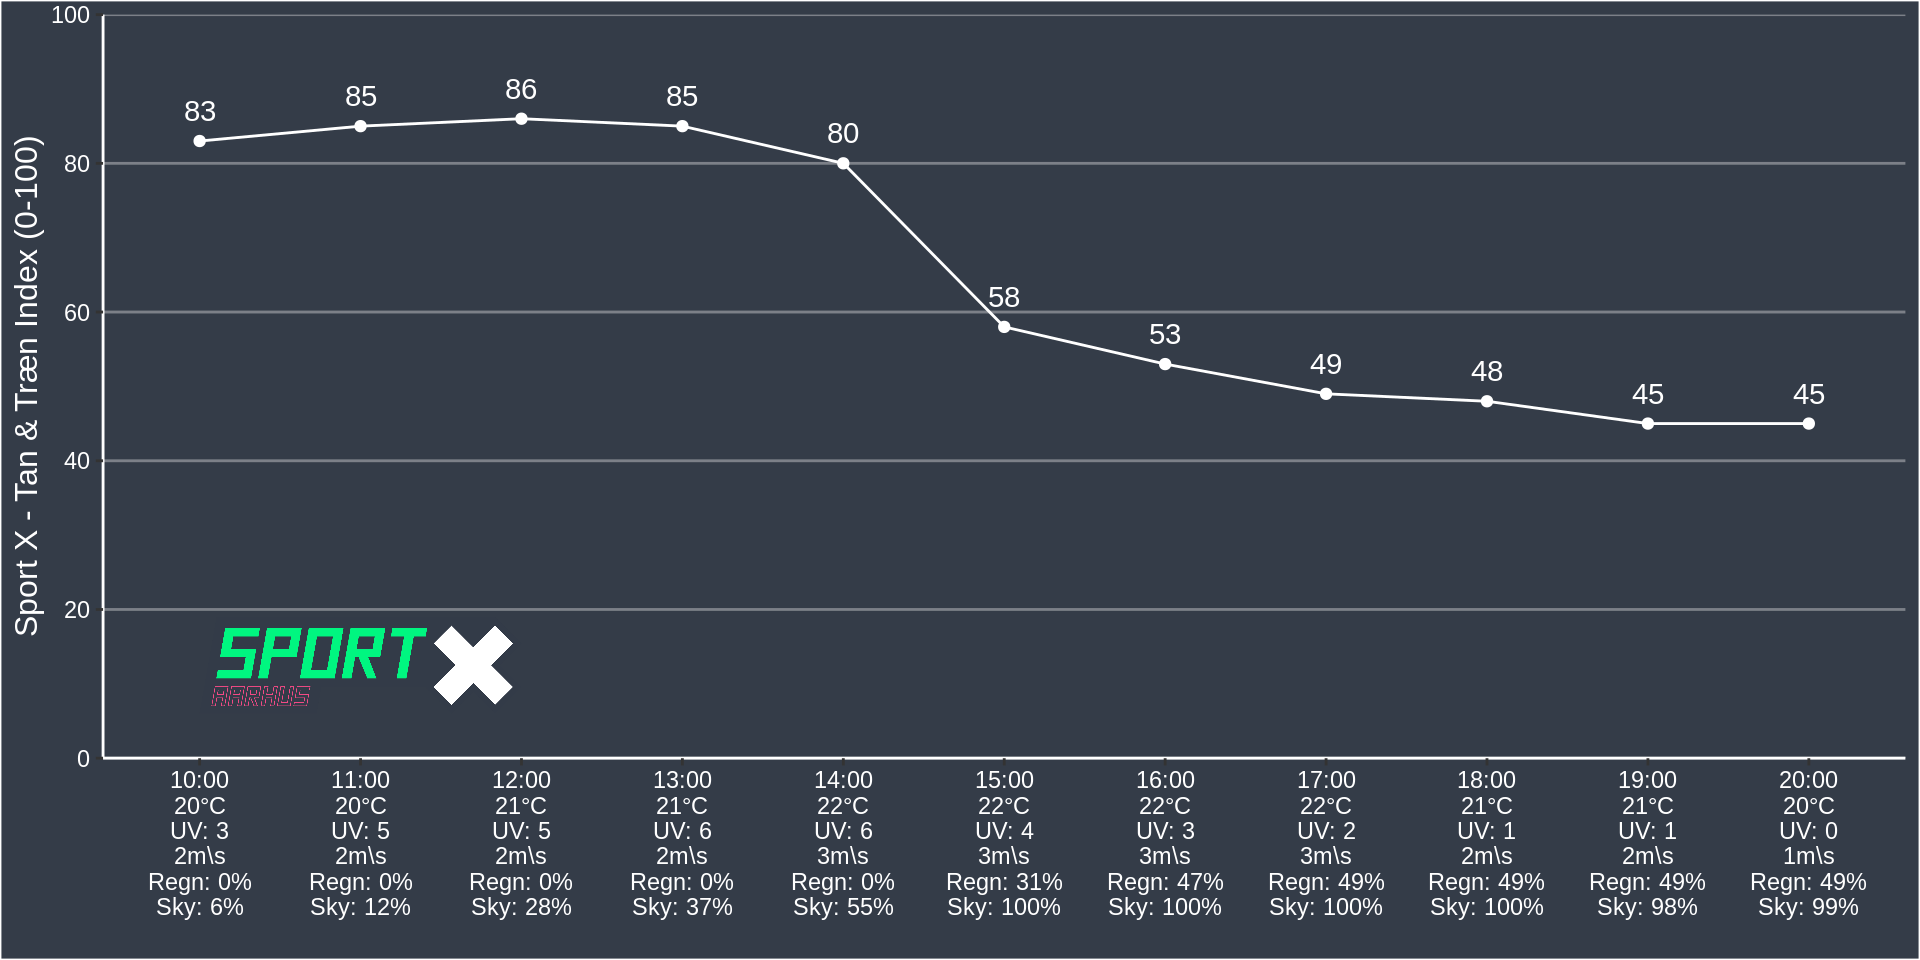 Sport X - Tan & Træn Index (0-100)
100
80
60
40
20
0
83
85
86
85
80
58
53
49
48
45
45
SPORT X
AARHUS
10:00 11:00 12:00 13:00 14:00 15:00 16:00 17:00 18:00 19:00 20:00
20°C 20°C 21°C 21°C 22°C 22°C 22°C 22°C 21°C 21°C 20°C
UV: 3 UV: 5 UV: 5 UV: 6 UV: 6 UV: 4 UV: 3 UV: 2 UV: 1 UV: 1 UV: 0
2m\s 2m\s 2m\s 2m\s 3m\s 3m\s 3m\s 3m\s 2m\s 2m\s 1m\s
Regn: 0% Regn: 0% Regn: 0% Regn: 0% Regn: 0% Regn: 31% Regn: 47% Regn: 49% Regn: 49% Regn: 49% Regn: 49%
Sky: 6% Sky: 12% Sky: 28% Sky: 37% Sky: 55% Sky: 100% Sky: 100% Sky: 100% Sky: 100% Sky: 98% Sky: 99%